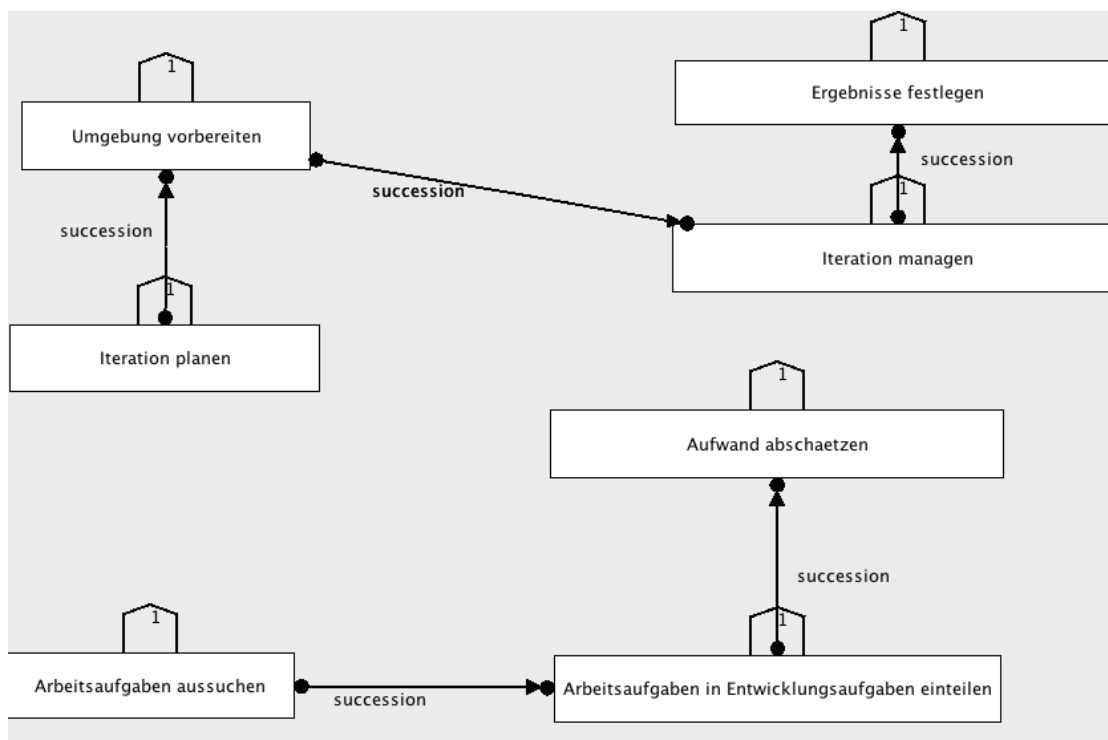 1
1
Ergebnisse festlegen
Umgebung vorbereiten
succession
1
succession
succession
Iteration managen
1
Iteration planen
1
Aufwand abschaetzen
succession
1
1
Arbeitsaufgaben aussuchen
succession
Arbeitsaufgaben in Entwicklungsaufgaben einteilen